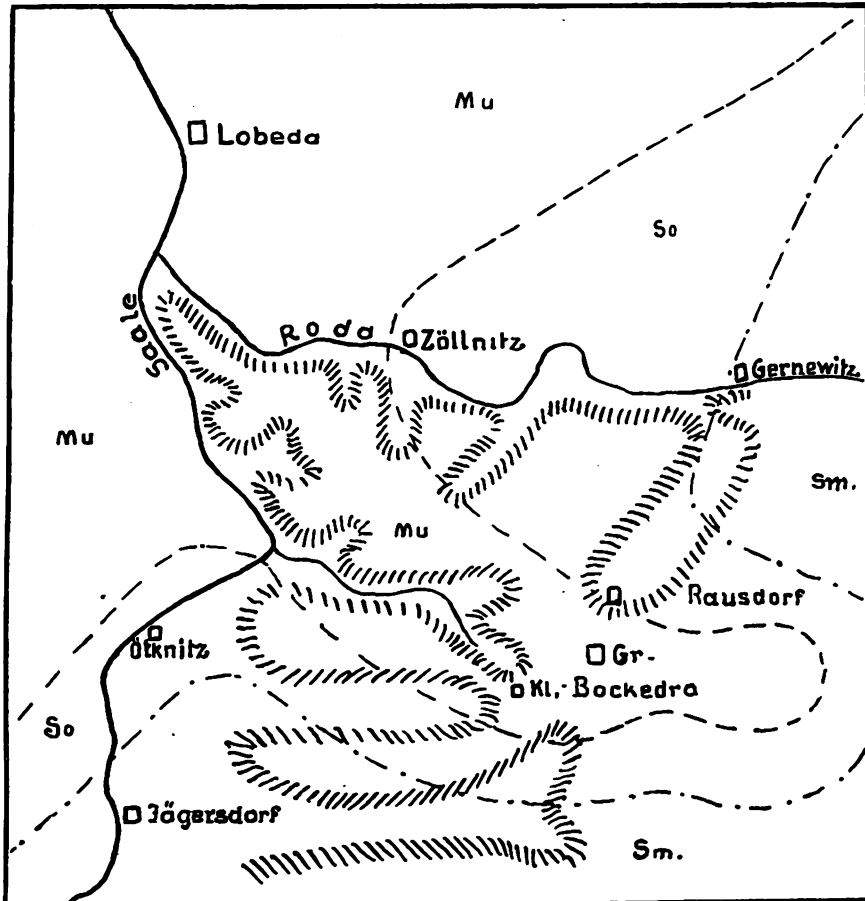 Mu
Lobeda
So
Saale
Roda
Zöllnitz
Gernewitz
Mu
Sm.
Mu
Rausdorf
Ötknitz
Gr.-
Kl.-Bockedra
So
Jägersdorf
Sm.